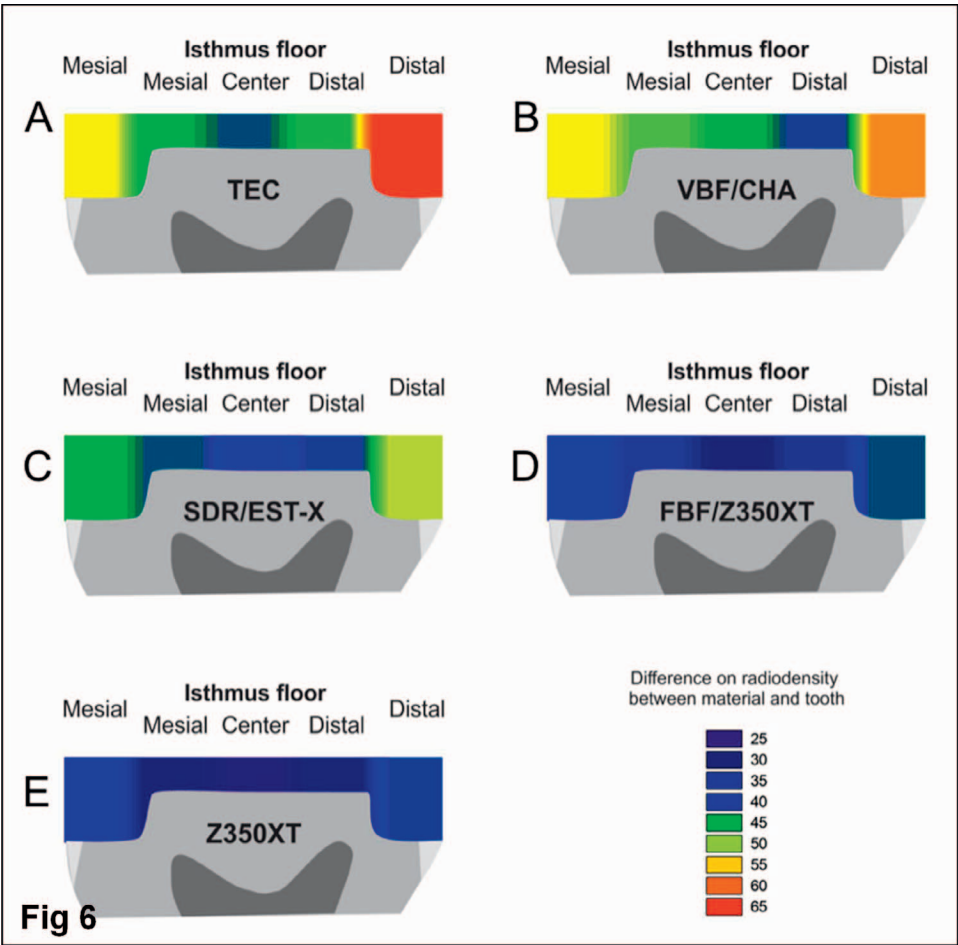 Isthmus floor
Mesial Mesial Center Distal Distal
A
TEC
Isthmus floor
Mesial Mesial Center Distal Distal
B
VBF/CHA
Isthmus floor
Mesial Mesial Center Distal Distal
C
SDR/EST-X
Isthmus floor
Mesial Mesial Center Distal Distal
D
FBF/Z350XT
Isthmus floor
Mesial Mesial Center Distal Distal
E
Z350XT
Difference on radiodensity
between material and tooth
25
30
35
40
45
50
55
60
65
Fig 6